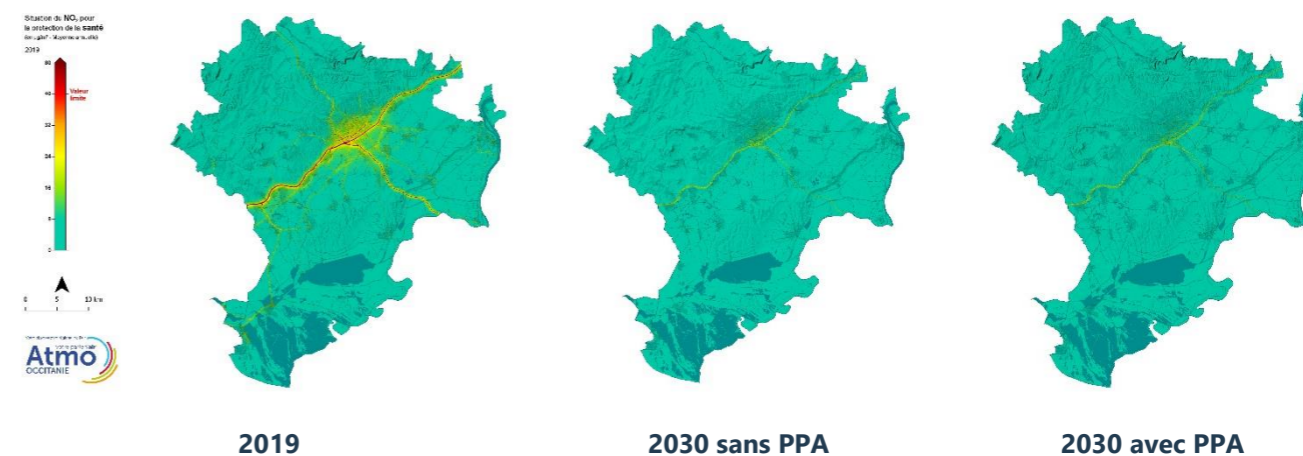 Situation du NO₂ pour
la protection de la santé
2019
Valeur
limite
0
5
10 km
Atmo
OCCITANIE
2019
2030 sans PPA
2030 avec PPA